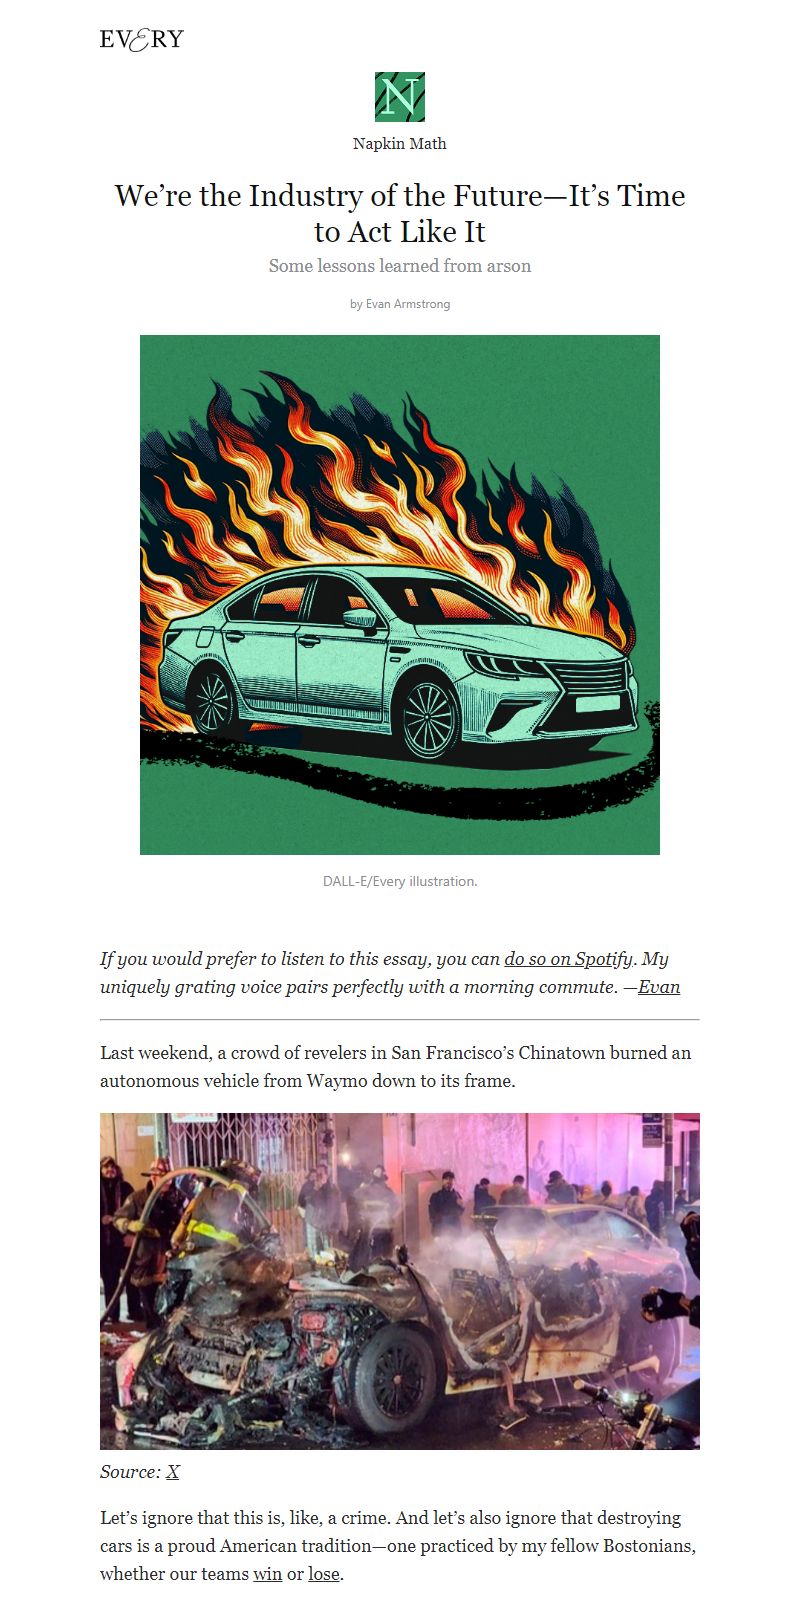 EVERY
N
Napkin Math
We’re the Industry of the Future—It’s Time
to Act Like It
Some lessons learned from arson
by Evan Armstrong
DALL-E/Every illustration.
If you would prefer to listen to this essay, you can do so on Spotify. My
uniquely grating voice pairs perfectly with a morning commute. —Evan
Last weekend, a crowd of revelers in San Francisco’s Chinatown burned an
autonomous vehicle from Waymo down to its frame.
Source: X
Let’s ignore that this is, like, a crime. And let’s also ignore that destroying
cars is a proud American tradition—one practiced by my fellow Bostonians,
whether our teams win or lose.